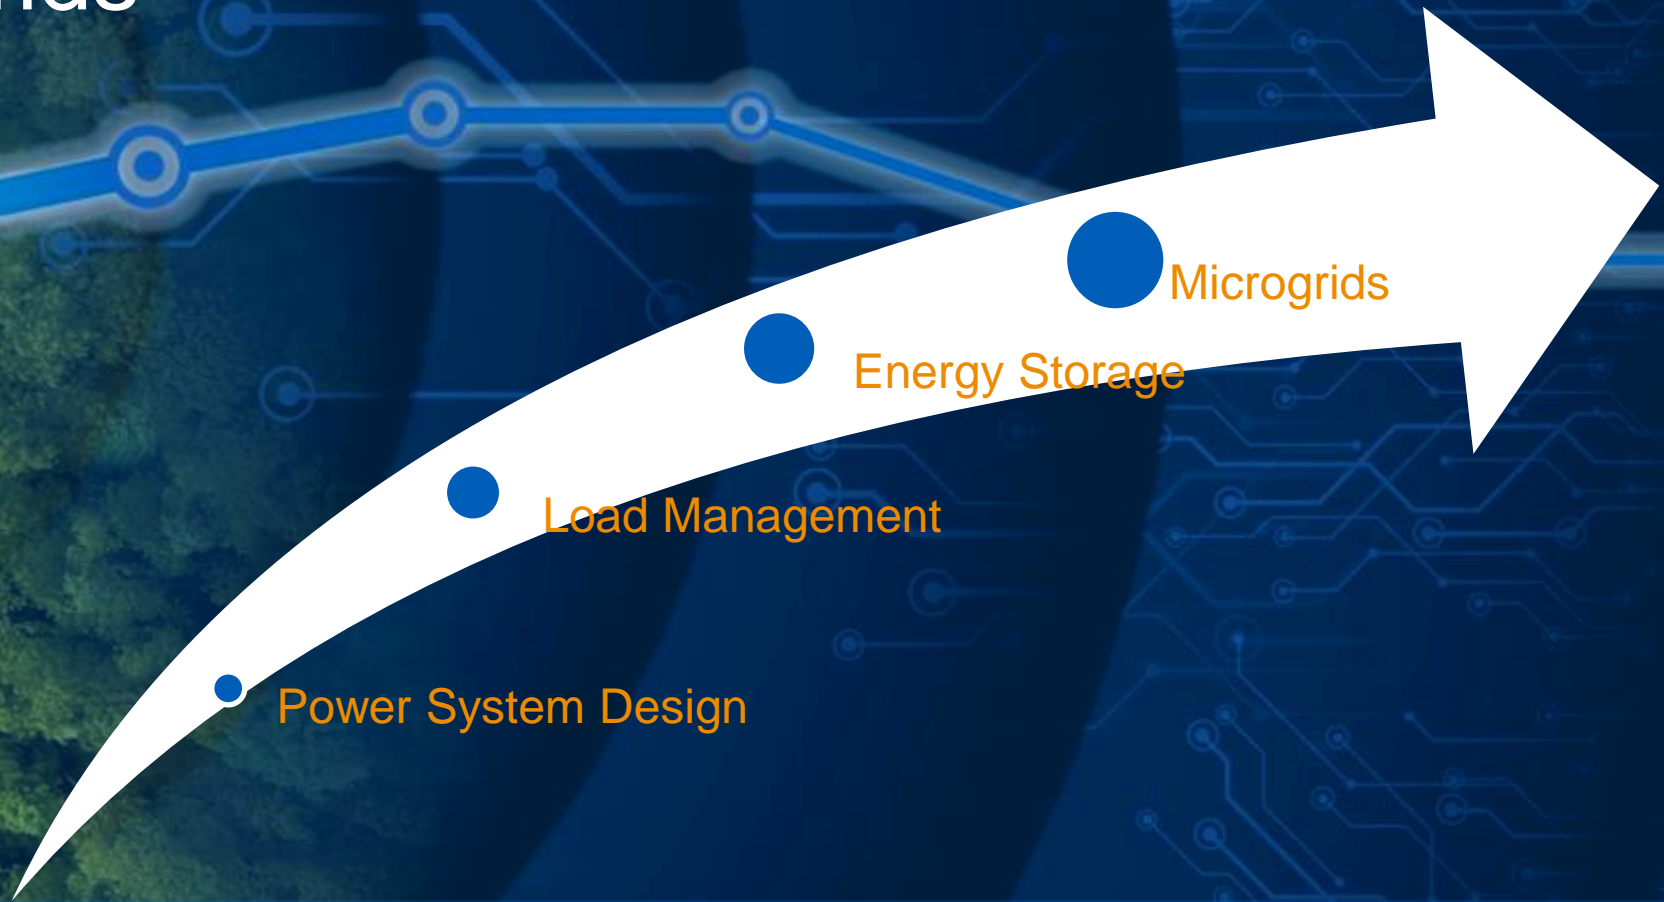 Microgrids
Energy Storage
Load Management
Power System Design